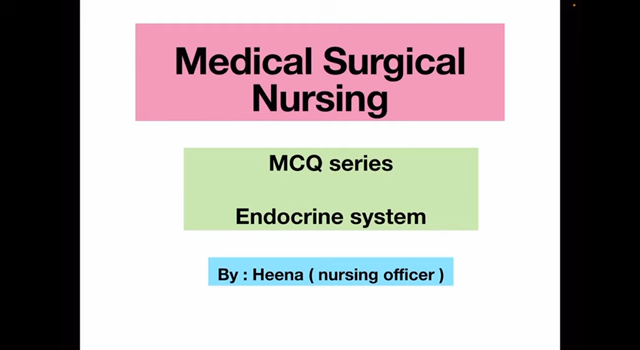 Medical Surgical
Nursing
MCQ series
Endocrine system
By : Heena ( nursing officer )